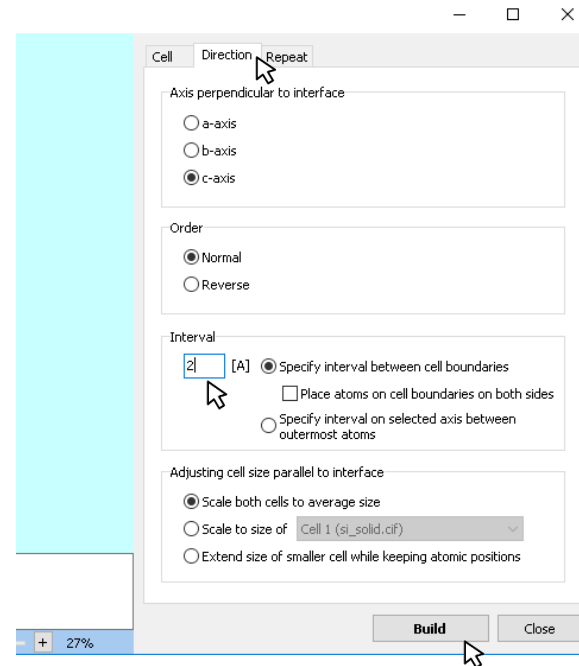 Cell Direction Repeat
Axis perpendicular to interface
a-axis
b-axis
c-axis
Order
Normal
Reverse
Interval
2 [A] Specify interval between cell boundaries
Place atoms on cell boundaries on both sides
Specify interval on selected axis between
outermost atoms
Adjusting cell size parallel to interface
Scale both cells to average size
Scale to size of Cell 1 (si_solid.cif)
Extend size of smaller cell while keeping atomic positions
Build Close
+ 27%